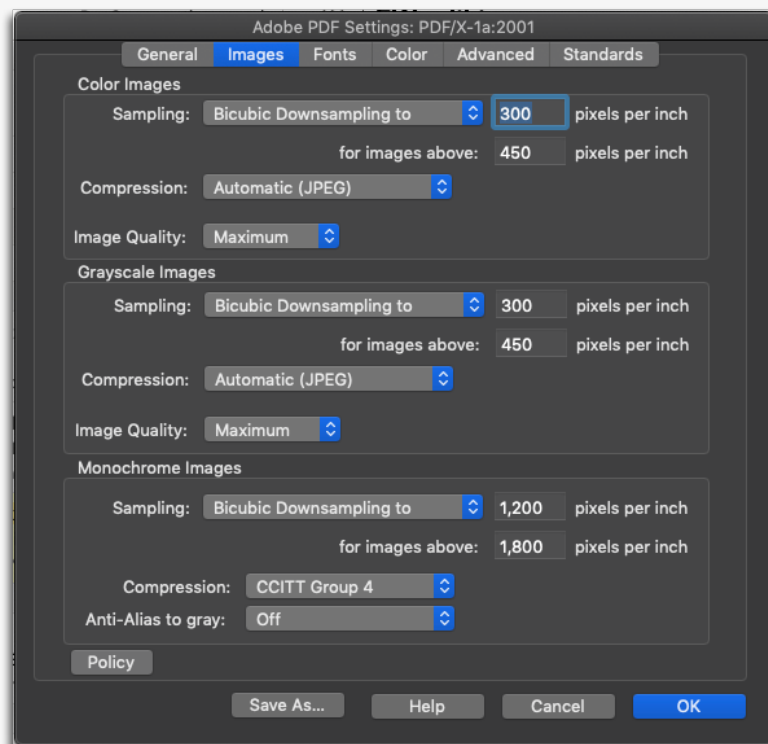 Adobe PDF Settings: PDF/X-1a:2001
General Images Fonts Color Advanced Standards
Color Images
Sampling: Bicubic Downsampling to 300 pixels per inch
for images above: 450 pixels per inch
Compression: Automatic (JPEG)
Image Quality: Maximum
Grayscale Images
Sampling: Bicubic Downsampling to 300 pixels per inch
for images above: 450 pixels per inch
Compression: Automatic (JPEG)
Image Quality: Maximum
Monochrome Images
Sampling: Bicubic Downsampling to 1,200 pixels per inch
for images above: 1,800 pixels per inch
Compression: CCITT Group 4
Anti-Alias to gray: Off
Policy
Save As... Help Cancel OK